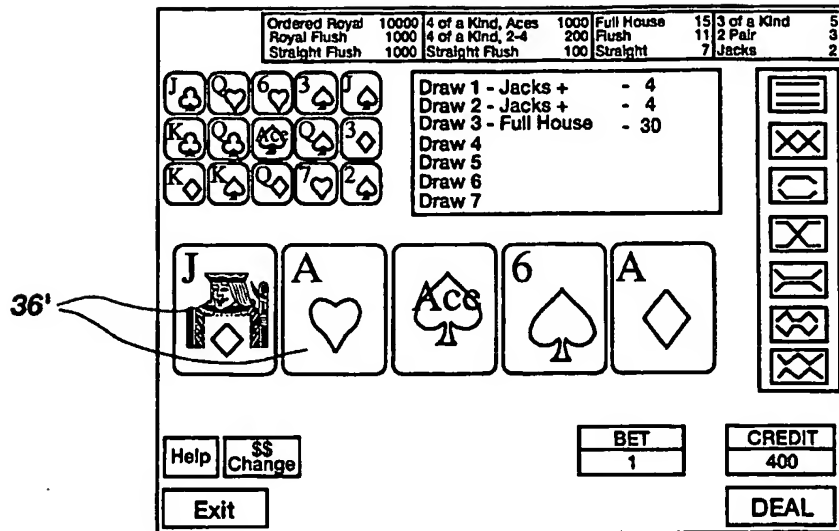 Ordered Royal 10000 4 of a Kind, Aces 1000 Full House 15 3 of a Kind 5
Royal Flush 1000 4 of a Kind, 2-4 200 Flush 11 2 Pair 3
Straight Flush 1000 Straight Flush 100 Straight 7 Jacks 2
J Q 6 3 J
K Q Ace Q 3
K K Q 7 2
Draw 1 - Jacks + - 4
Draw 2 - Jacks + - 4
Draw 3 - Full House - 30
Draw 4
Draw 5
Draw 6
Draw 7
J A Ace 6 A
36'
Help
$$
Change
BET
1
CREDIT
400
Exit
DEAL